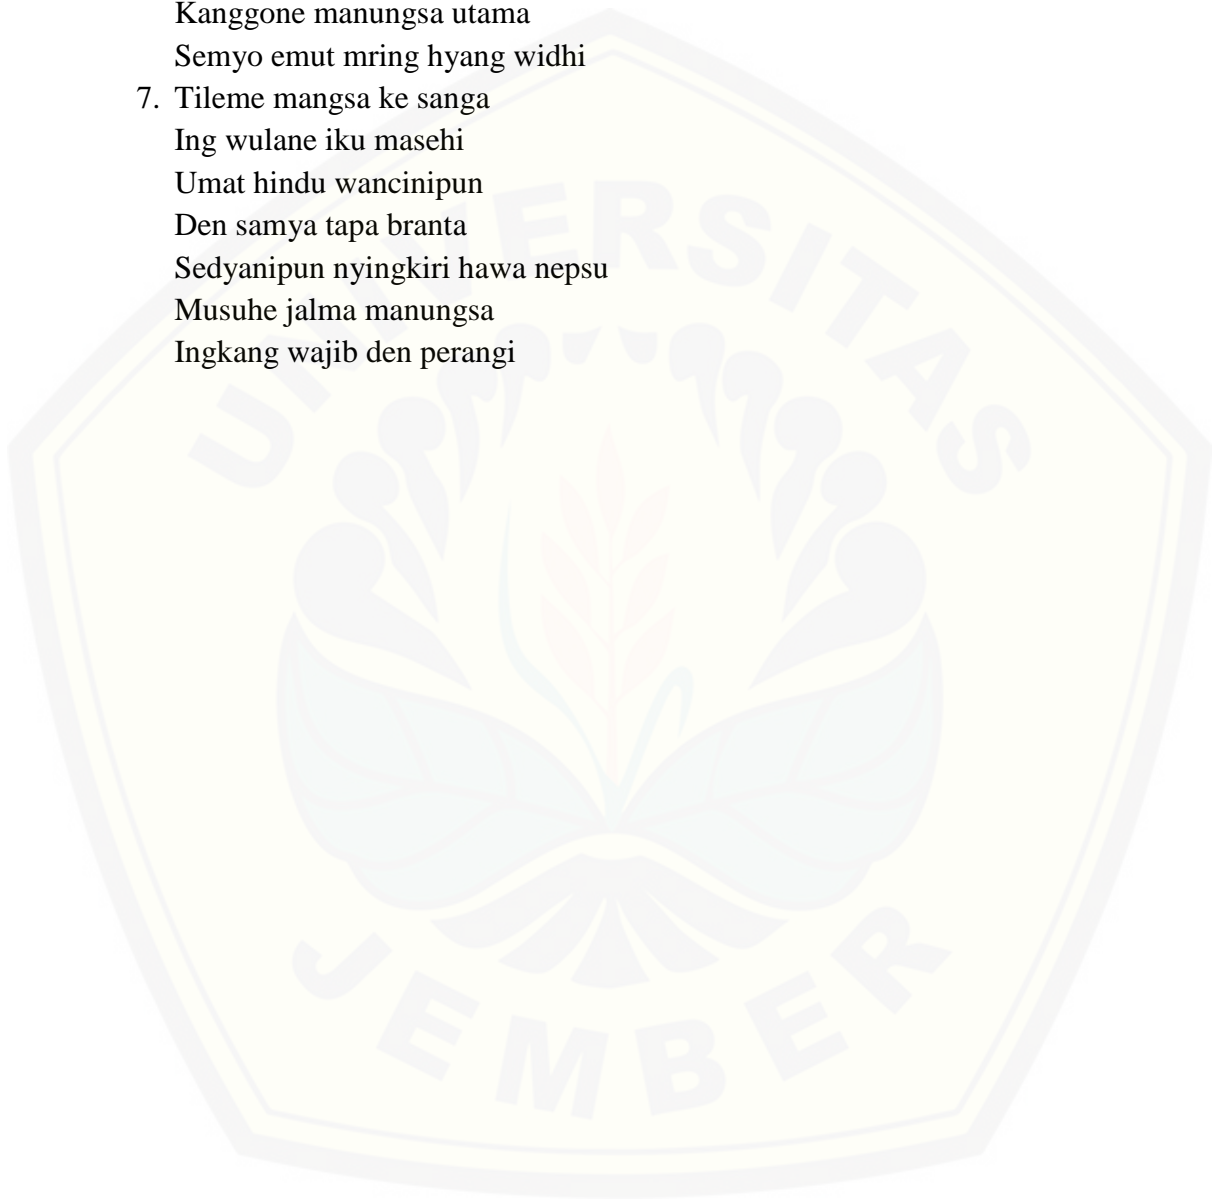 Kanggone manungsa utama
Semyo emut mring hyang widhi
7. Tileme mangsa ke sanga
Ing wulane iku masehi
Umat hindu wancinipun
Den samya tapa branta
Sedyanipun nyingkiri hawa nepsu
Musuhe jalma manungsa
Ingkang wajib den perangi
UNIVERSITAS
JEMBER